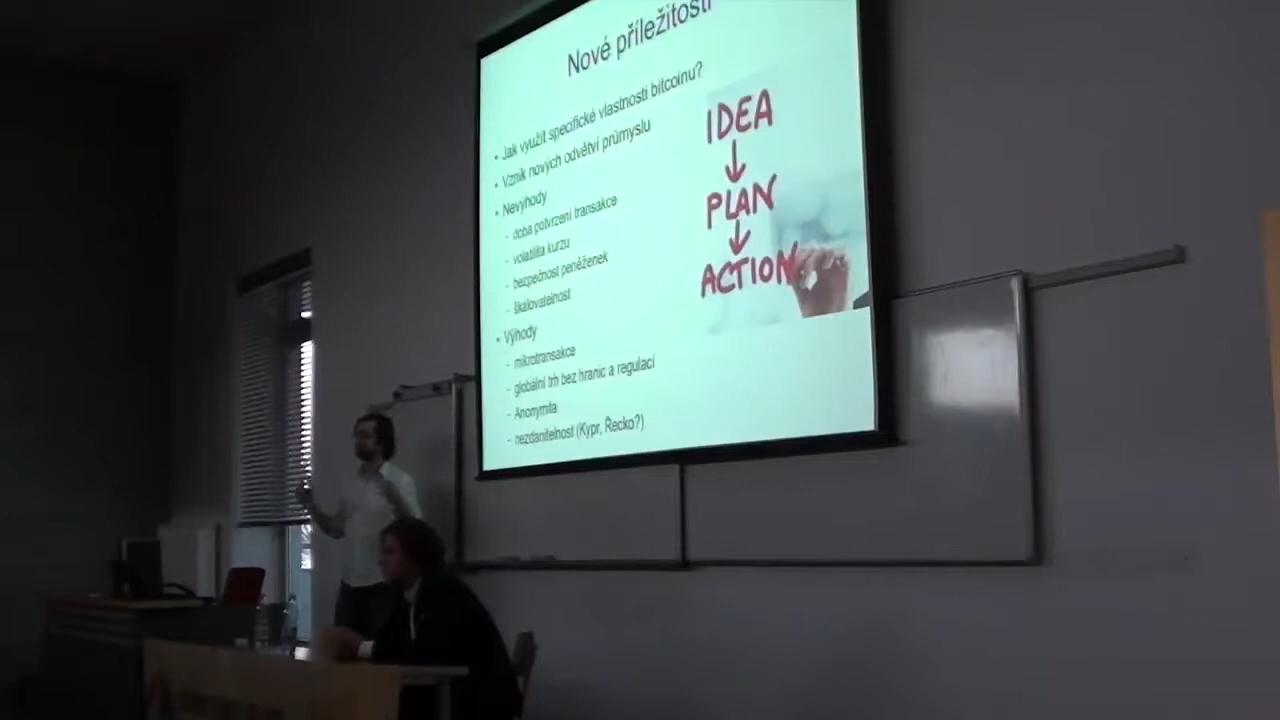 Nové příležitosti
• Jak využít specifické vlastnosti bitcoinu?
• Vznik nových odvětví průmyslu
• Nevýhody
- doba potvrzení transakce
- volatilita kurzu
- bezpečnost peněženek
- škálovatelnost
• Výhody
- mikrotransakce
- globální trh bez hranic a regulací
- Anonymita
- nezdanitelnost (Kypr, Řecko?)
IDEA
PLAN
ACTION